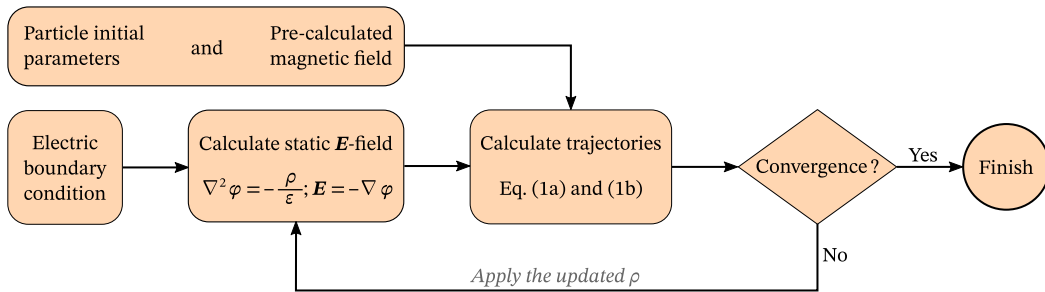 Particle initial
parameters
and
Pre-calculated
magnetic field
Electric
boundary
condition
Calculate static E-field
∇²φ = −ρ/ε; E = −∇φ
Calculate trajectories
Eq. (1a) and (1b)
Convergence?
Yes
Finish
No
Apply the updated ρ